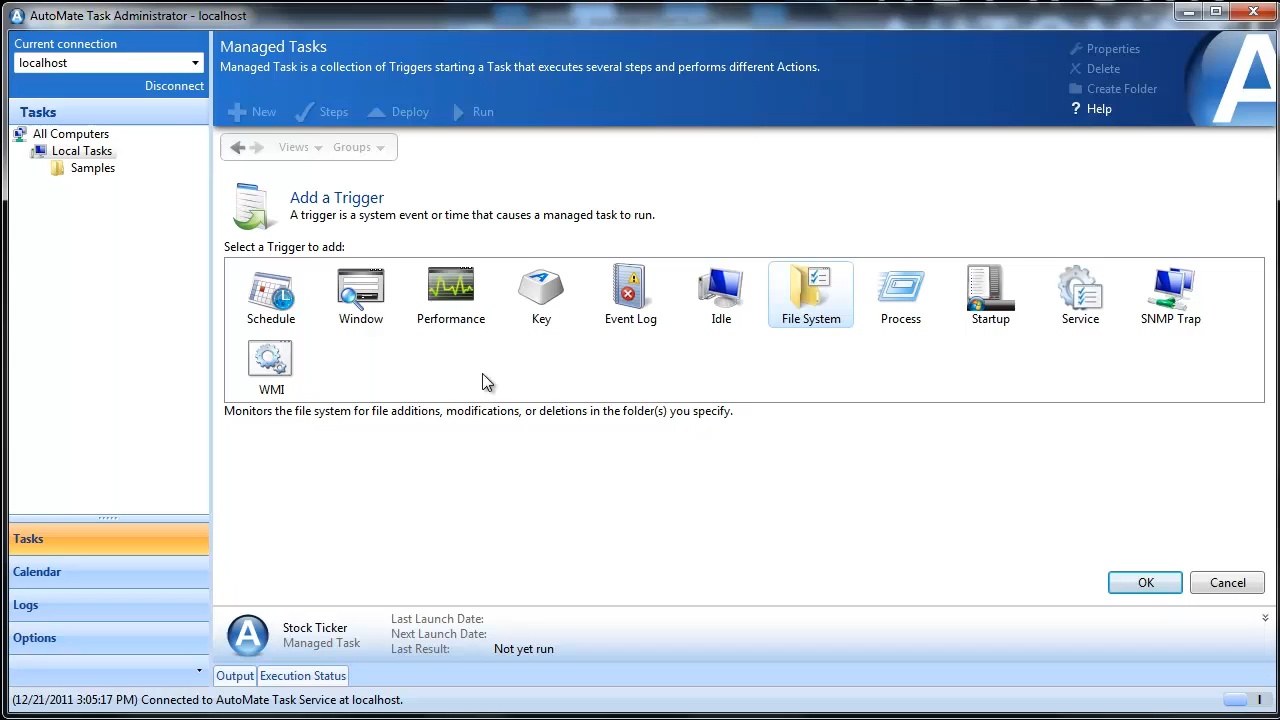 AutoMate Task Administrator - localhost
Current connection
localhost
Disconnect
Tasks
All Computers
Local Tasks
Samples
Tasks
Calendar
Logs
Options
Managed Tasks
Managed Task is a collection of Triggers starting a Task that executes several steps and performs different Actions.
New Steps Deploy Run
Properties
Delete
Create Folder
? Help
A
Views Groups
Add a Trigger
A trigger is a system event or time that causes a managed task to run.
Select a Trigger to add:
Schedule Window Performance Key Event Log Idle File System Process Startup Service SNMP Trap
WMI
Monitors the file system for file additions, modifications, or deletions in the folder(s) you specify.
OK Cancel
A
Stock Ticker
Managed Task
Last Launch Date:
Next Launch Date:
Last Result: Not yet run
Output Execution Status
(12/21/2011 3:05:17 PM) Connected to AutoMate Task Service at localhost.